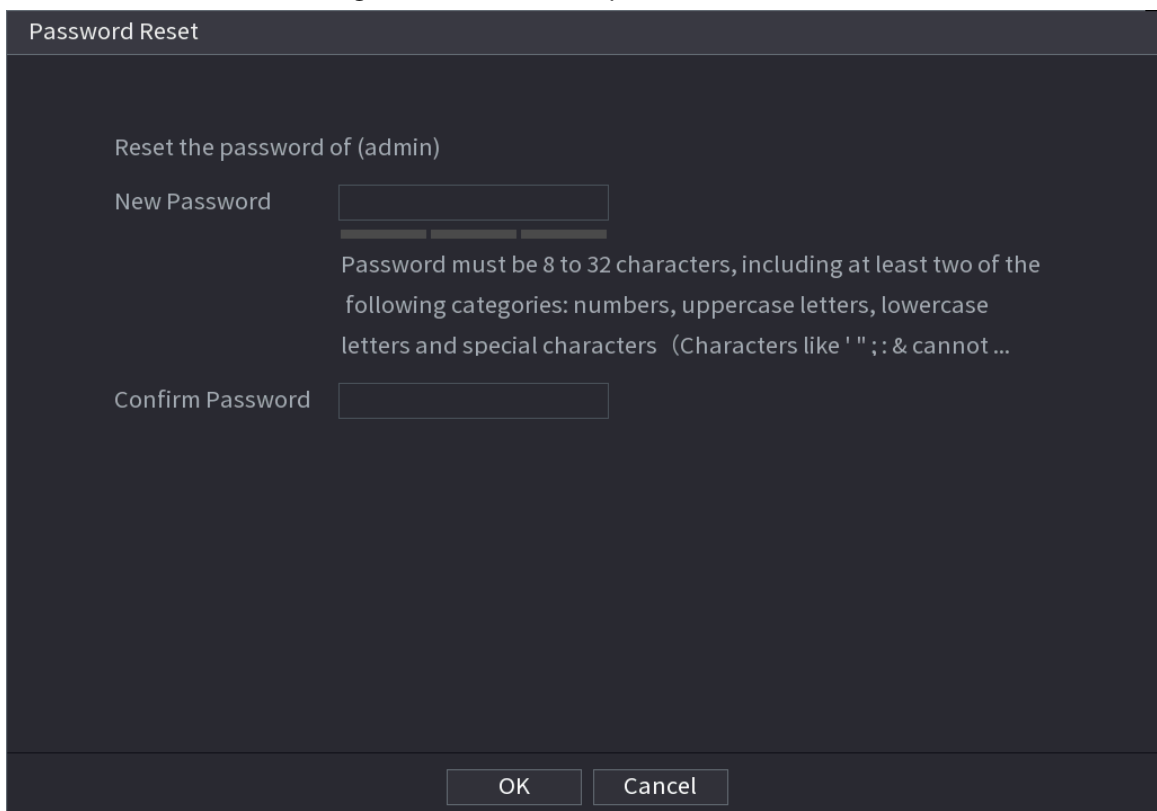 Password Reset
Reset the password of (admin)
New Password
Password must be 8 to 32 characters, including at least two of the
following categories: numbers, uppercase letters, lowercase
letters and special characters（Characters like ' " ; : & cannot ...
Confirm Password
OK Cancel